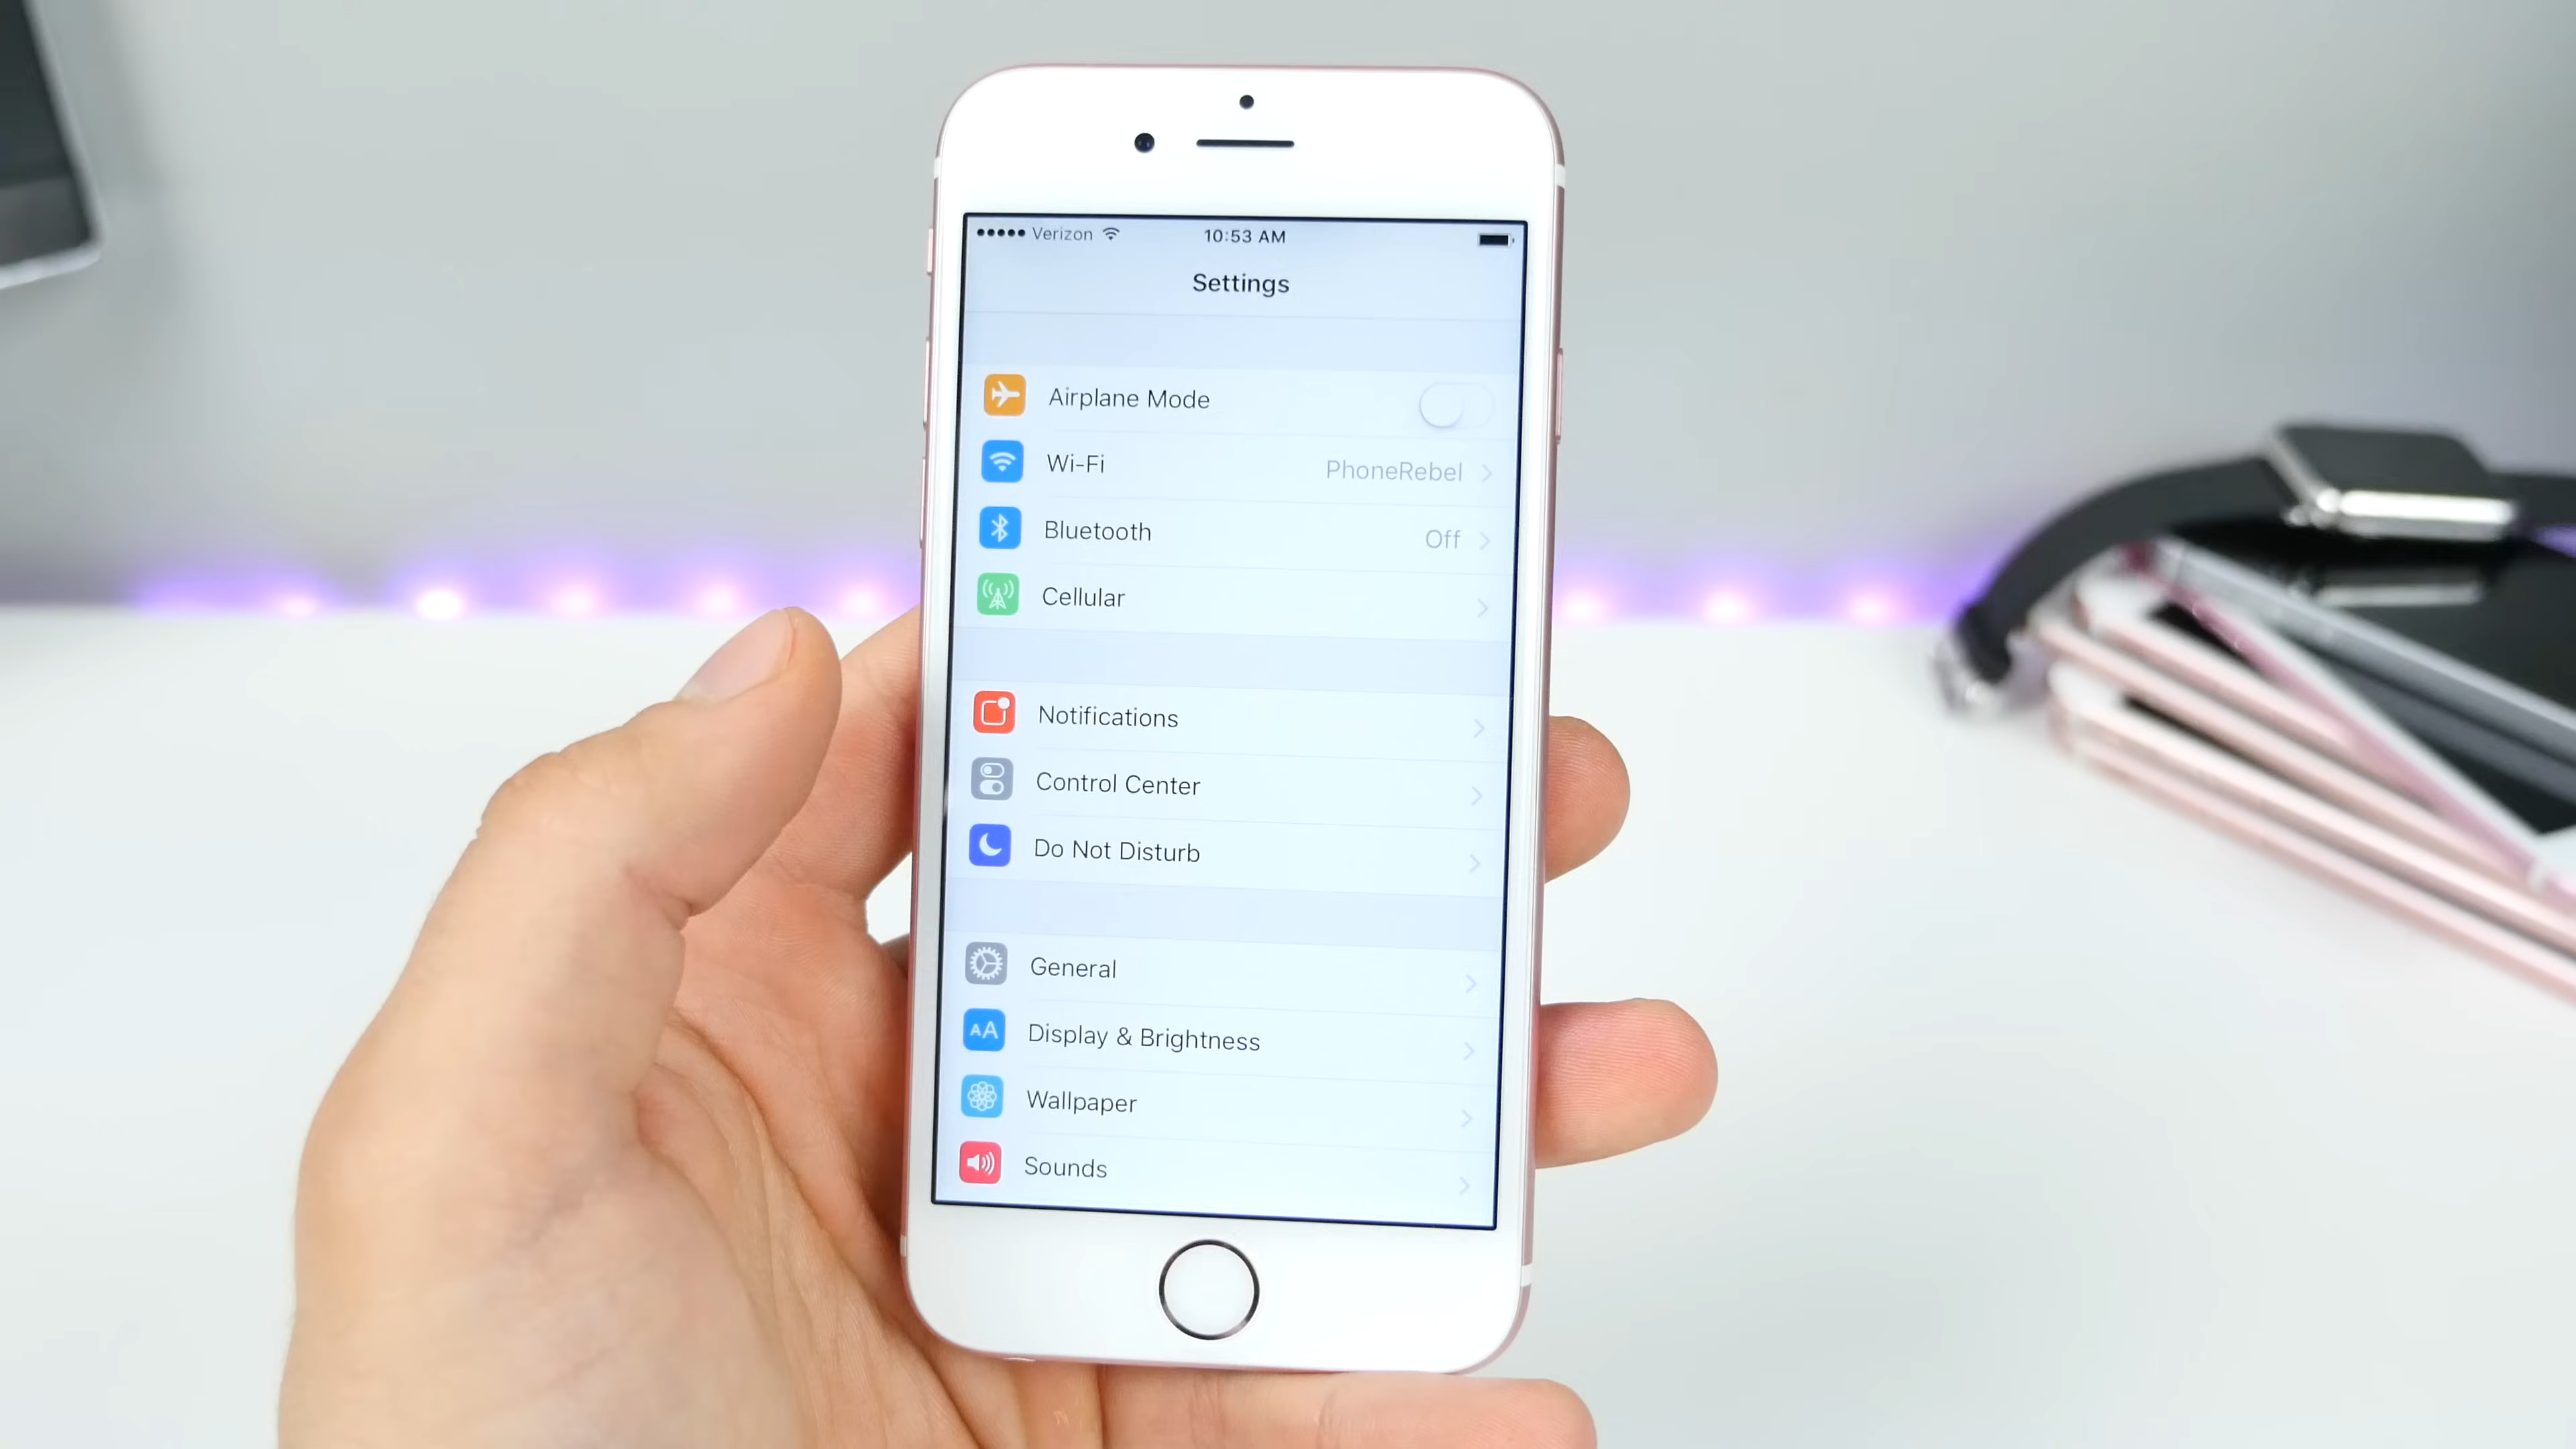 Verizon 10:53 AM
Settings
Airplane Mode
Wi-Fi PhoneRebel
Bluetooth Off
Cellular
Notifications
Control Center
Do Not Disturb
General
AA Display & Brightness
Wallpaper
Sounds